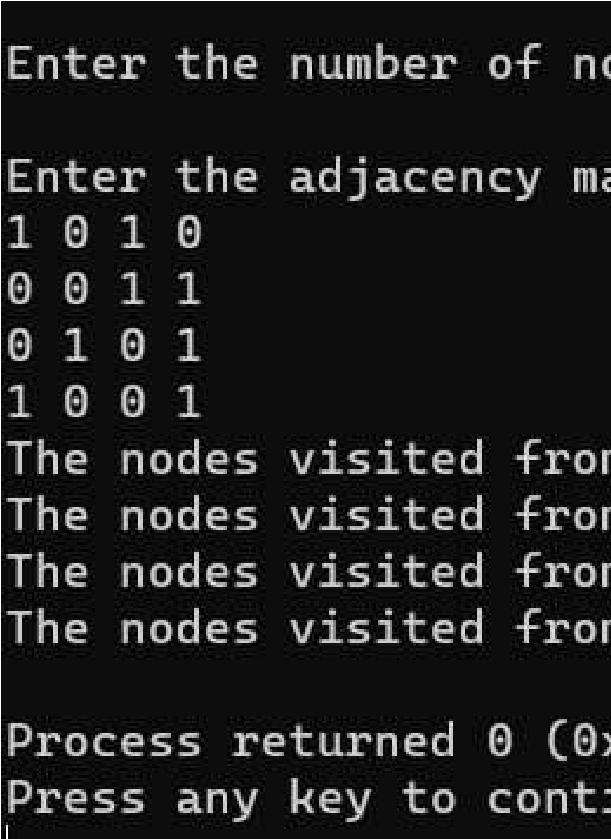 Enter the number of
Enter the adjacency
1 0 1 0
0 0 1 1
0 1 0 1
1 0 0 1
The nodes visited
The nodes visited
The nodes visited
The nodes visited
Process returned 0
Press any key to